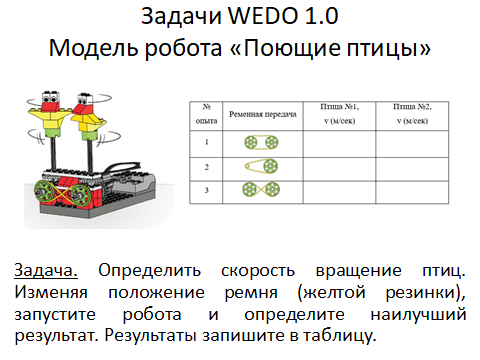 Задачи WEDO 1.0
Модель робота «Поющие птицы»
№ опыта	Ременная передача	Птица №1, v (м/сек)	Птица №2, v (м/сек)
1
2
3
Задача. Определить скорость вращение птиц.
Изменяя положение ремня (желтой резинки),
запустите робота и определите наилучший
результат. Результаты запишите в таблицу.